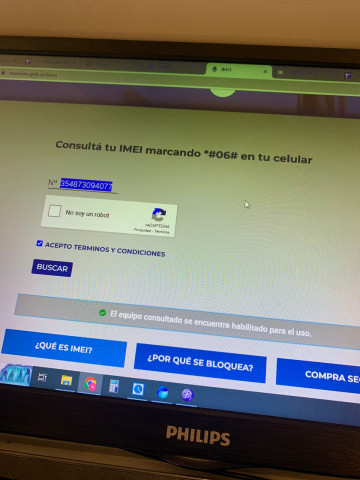 Consultá tu IMEI marcando *#06# en tu celular
Nº 354873094077
No soy un robot
reCAPTCHA
Privacidad - Términos
ACEPTO TERMINOS Y CONDICIONES
BUSCAR
El equipo consultado se encuentra habilitado para el uso.
¿QUÉ ES IMEI?
¿POR QUÉ SE BLOQUEA?
COMPRA SE
PHILIPS